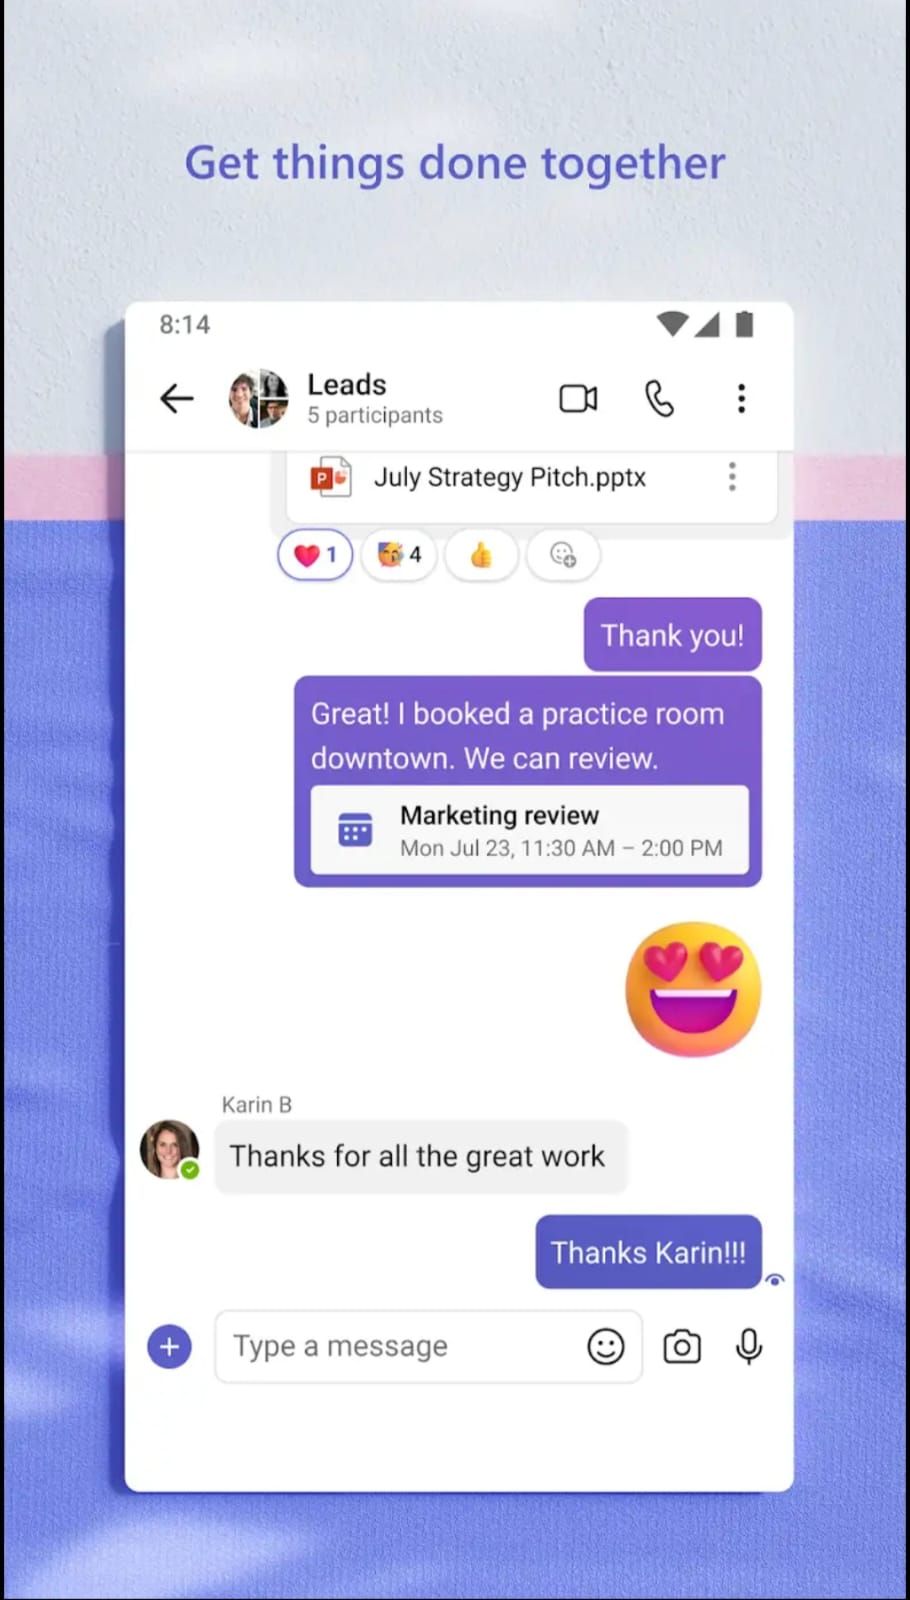 Get things done together
8:14
Leads
5 participants
P
July Strategy Pitch.pptx
1
4
Thank you!
Great! I booked a practice room
downtown. We can review.
Marketing review
Mon Jul 23, 11:30 AM – 2:00 PM
Karin B
Thanks for all the great work
Thanks Karin!!!
Type a message